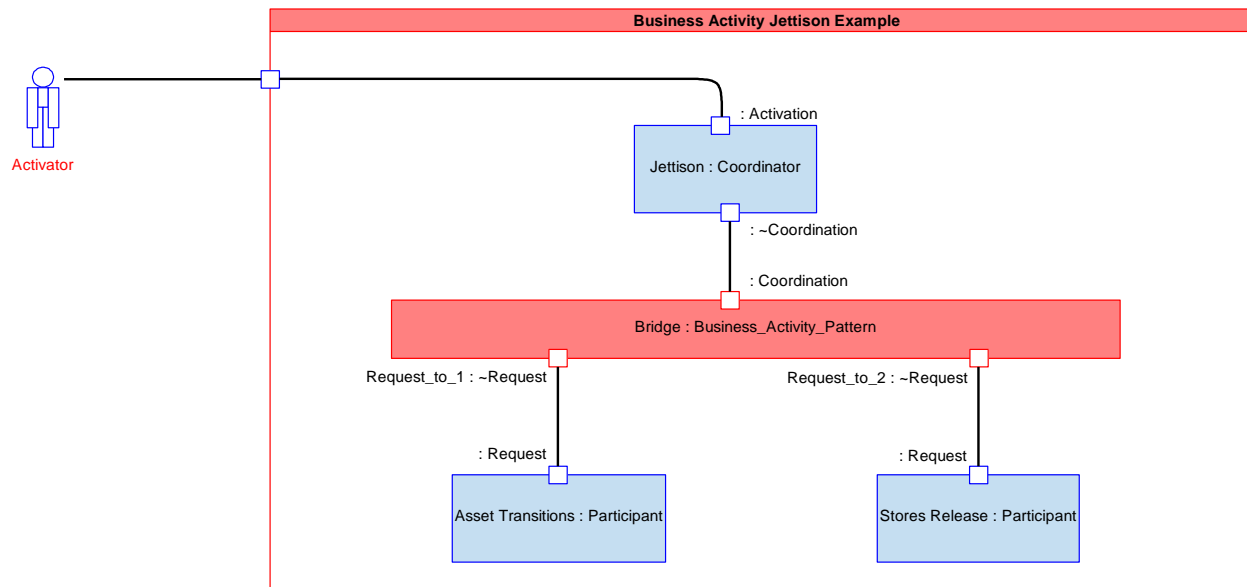 Business Activity Jettison Example
Activator
: Activation
Jettison : Coordinator
: ~Coordination
: Coordination
Bridge : Business_Activity_Pattern
Request_to_1 : ~Request
Request_to_2 : ~Request
: Request
: Request
Asset Transitions : Participant
Stores Release : Participant